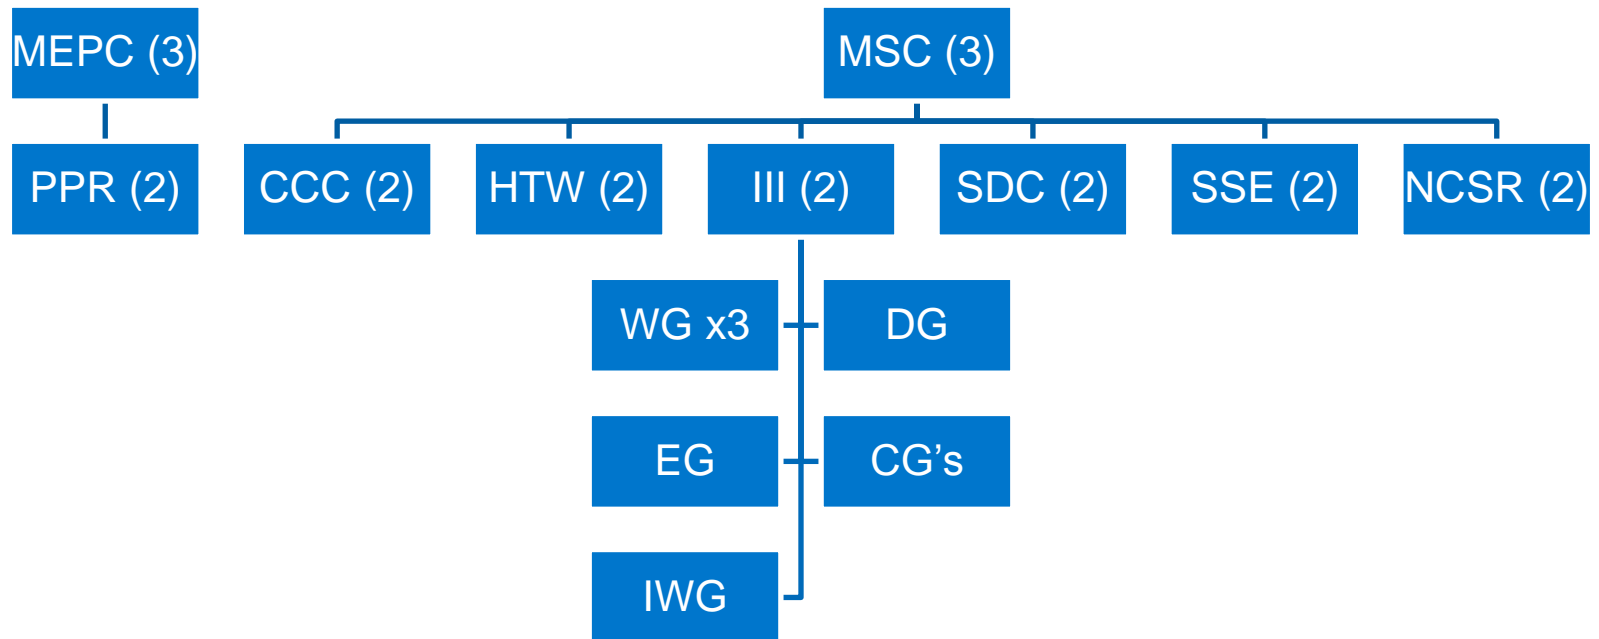 MEPC (3)
MSC (3)
PPR (2)
CCC (2)
HTW (2)
III (2)
SDC (2)
SSE (2)
NCSR (2)
WG x3
DG
EG
CG’s
IWG